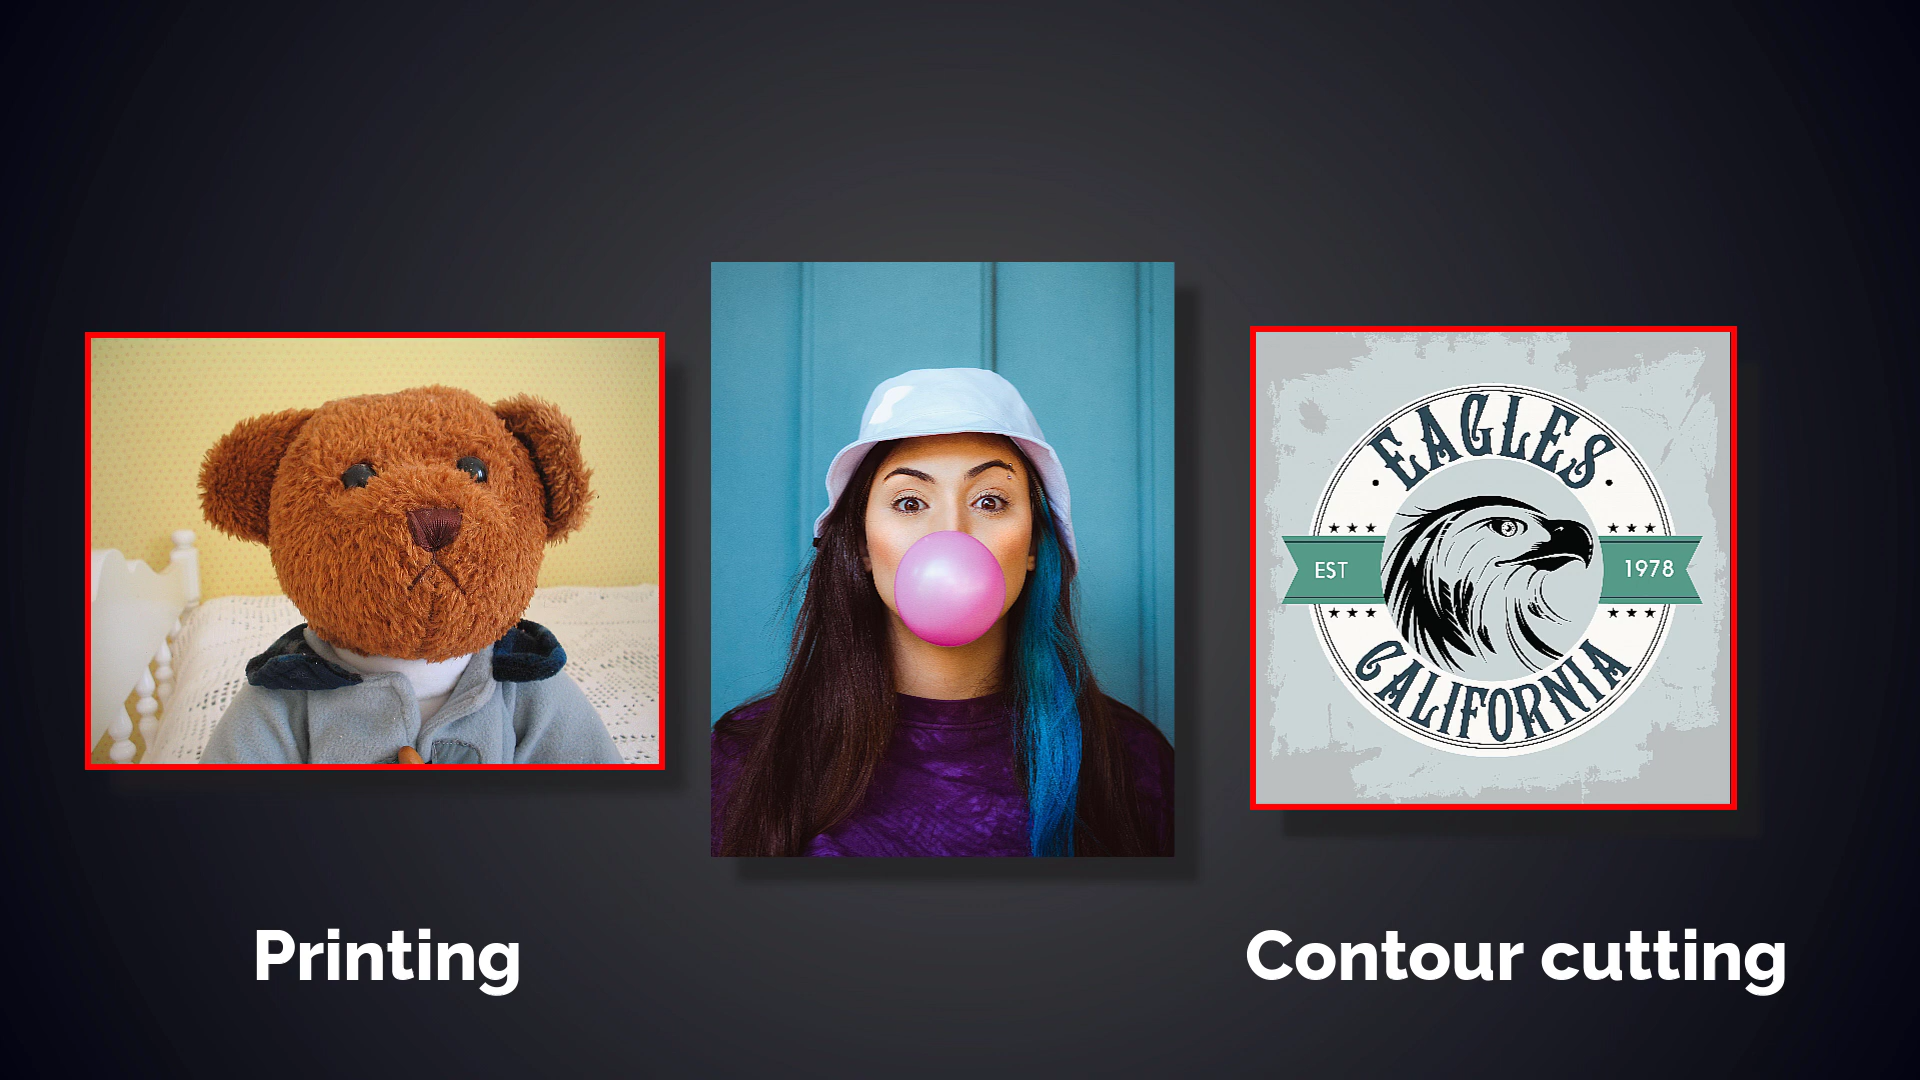 EAGLES
EST
1978
CALIFORNIA
Printing
Contour cutting